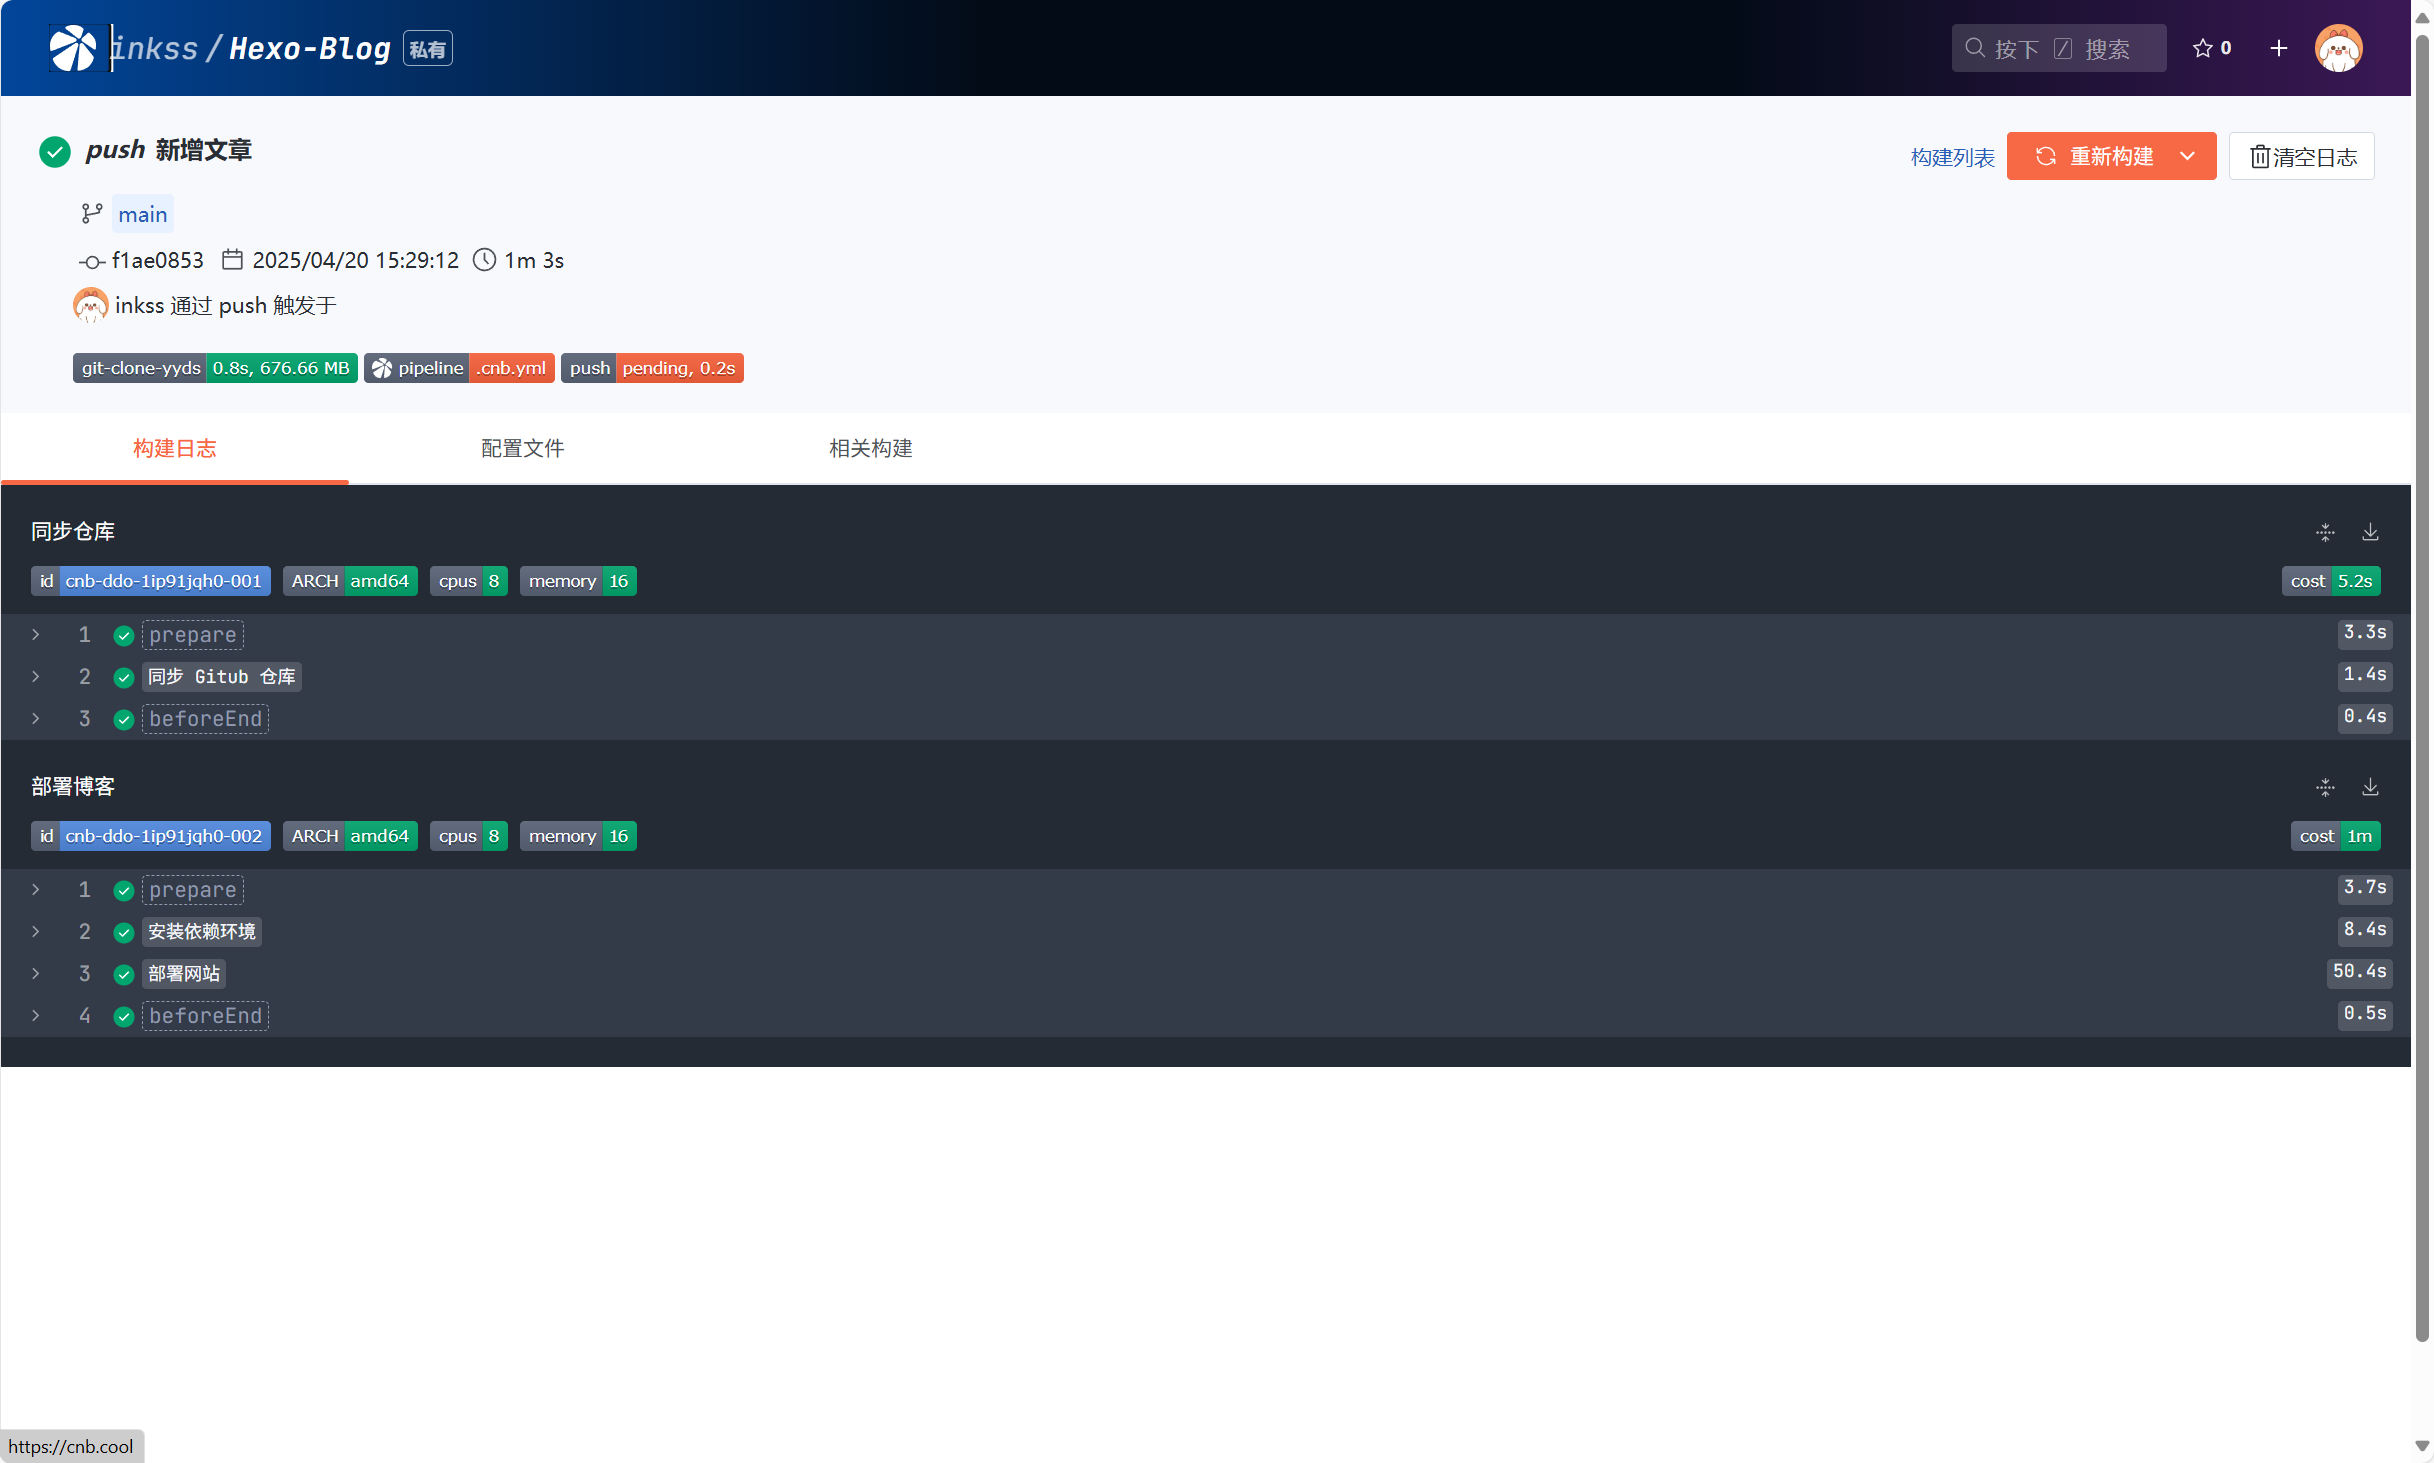 inkss / Hexo-Blog 私有
按下 / 搜索 0
push 新增文章
构建列表 重新构建 清空日志
main
f1ae0853 2025/04/20 15:29:12 1m 3s
inkss 通过 push 触发于
git-clone-yyds 0.8s, 676.66 MB pipeline .cnb.yml push pending, 0.2s
构建日志 配置文件 相关构建
同步仓库
id cnb-ddo-1ip91jqh0-001 ARCH amd64 cpus 8 memory 16 cost 5.2s
1 prepare 3.3s
2 同步 Gitub 仓库 1.4s
3 beforeEnd 0.4s
部署博客
id cnb-ddo-1ip91jqh0-002 ARCH amd64 cpus 8 memory 16 cost 1m
1 prepare 3.7s
2 安装依赖环境 8.4s
3 部署网站 50.4s
4 beforeEnd 0.5s
https://cnb.cool